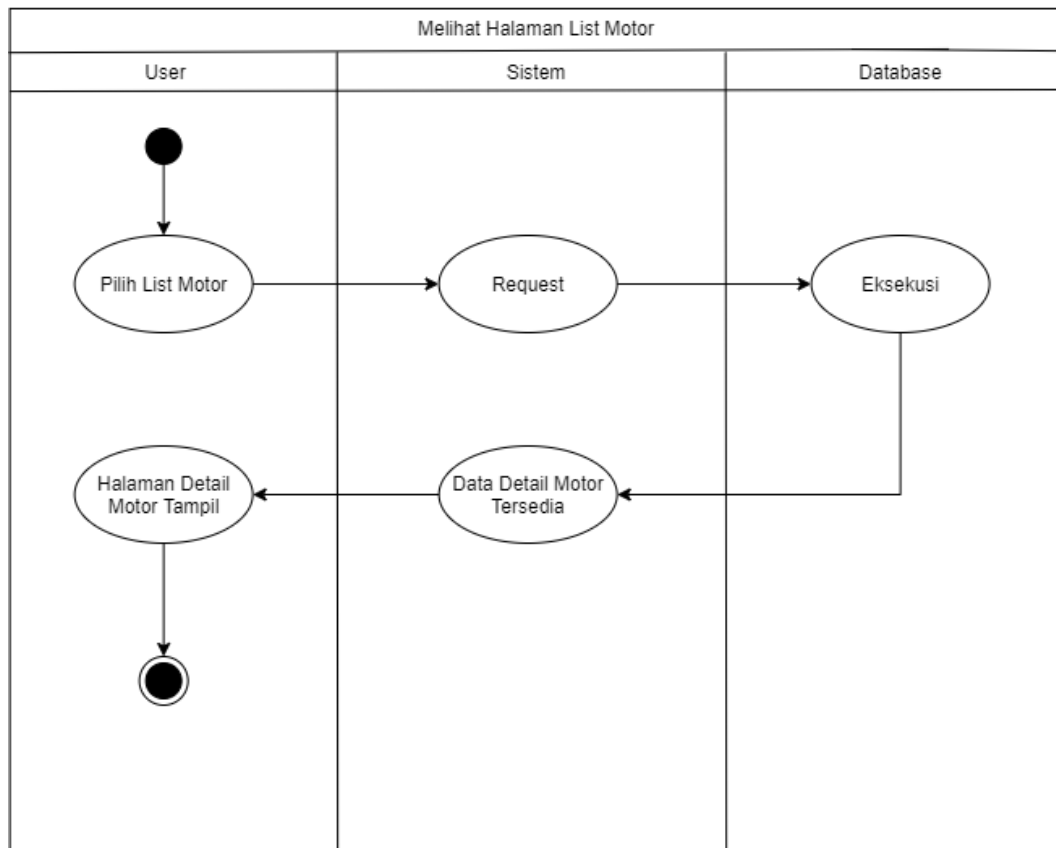 Melihat Halaman List Motor
User
Sistem
Database
Pilih List Motor
Request
Eksekusi
Halaman Detail
Motor Tampil
Data Detail Motor
Tersedia